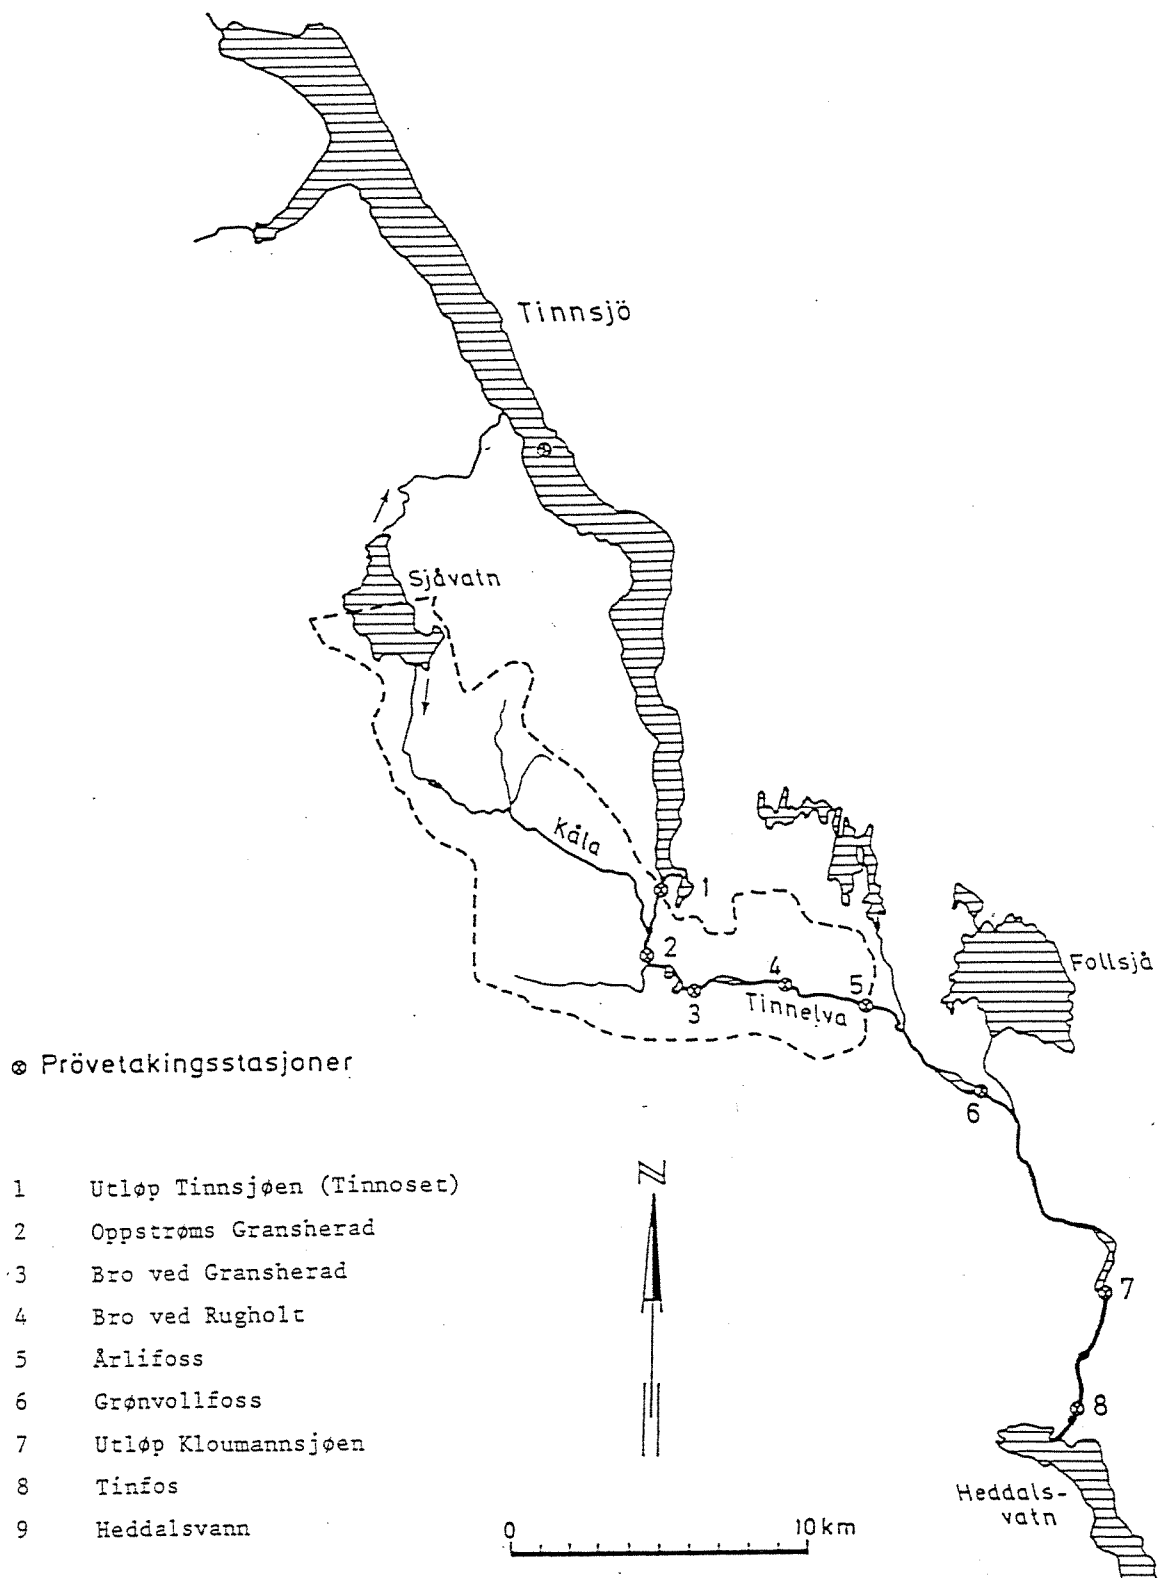 Tinnsjö
Sjåvatn
Kåla
1
2
3
4
5
Tinnelva
Follsjå
6
⊗ Prövetakingsstasjoner
N
1 Utløp Tinnsjøen (Tinnoset)
2 Oppstrøms Gransherad
3 Bro ved Gransherad
4 Bro ved Rugholt
5 Årlifoss
6 Grønvollfoss
7 Utløp Kloumannsjøen
8 Tinfos
9 Heddalsvann
7
8
Heddals-
vatn
0 10 km